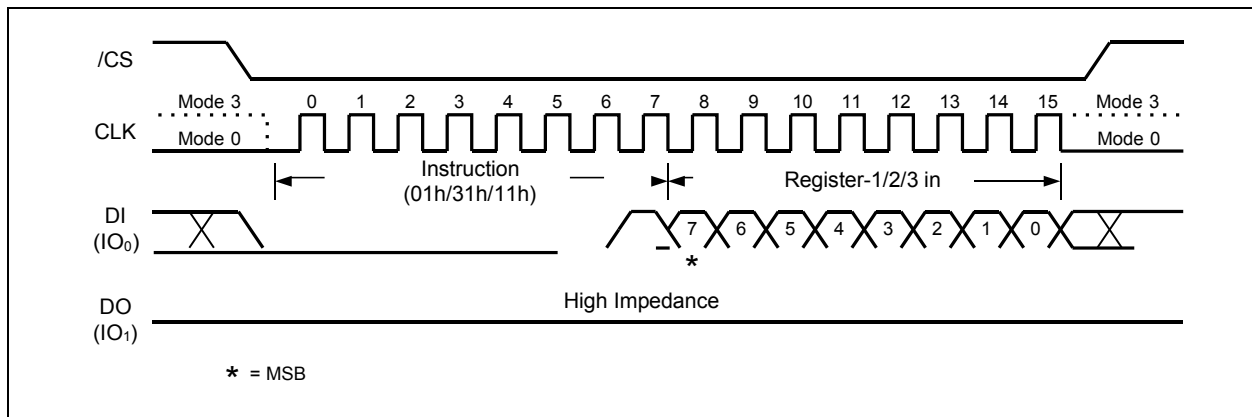 /CS
Mode 3 0 1 2 3 4 5 6 7 8 9 10 11 12 13 14 15 Mode 3
CLK
Mode 0 Mode 0
Instruction
(01h/31h/11h)
Register-1/2/3 in
DI
(IO₀)
7 6 5 4 3 2 1 0
*
High Impedance
DO
(IO₁)
* = MSB